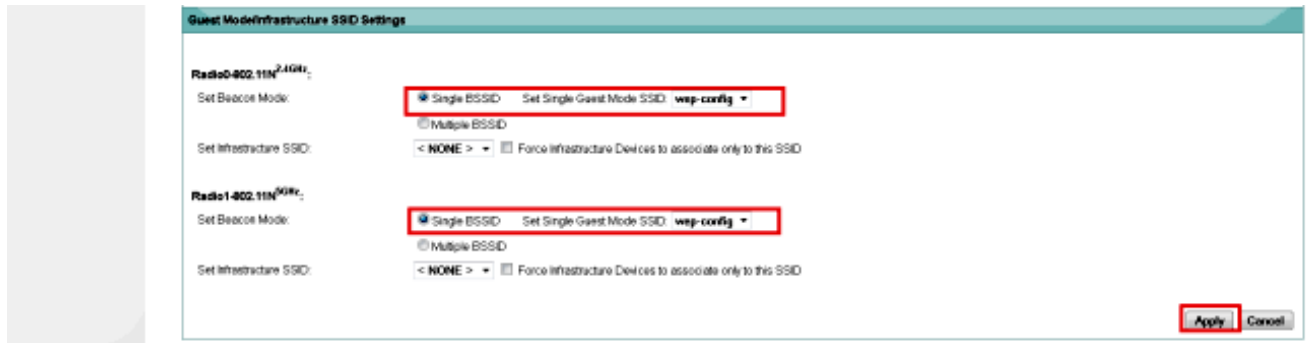 Guest Mode/Infrastructure SSID Settings
Radio0-802.11N2.4GHz:
Set Beacon Mode: Single BSSID Set Single Guest Mode SSID: wep-config
Multiple BSSID
Set Infrastructure SSID: < NONE > Force Infrastructure Devices to associate only to this SSID
Radio1-802.11N5GHz:
Set Beacon Mode: Single BSSID Set Single Guest Mode SSID: wep-config
Multiple BSSID
Set Infrastructure SSID: < NONE > Force Infrastructure Devices to associate only to this SSID
Apply Cancel